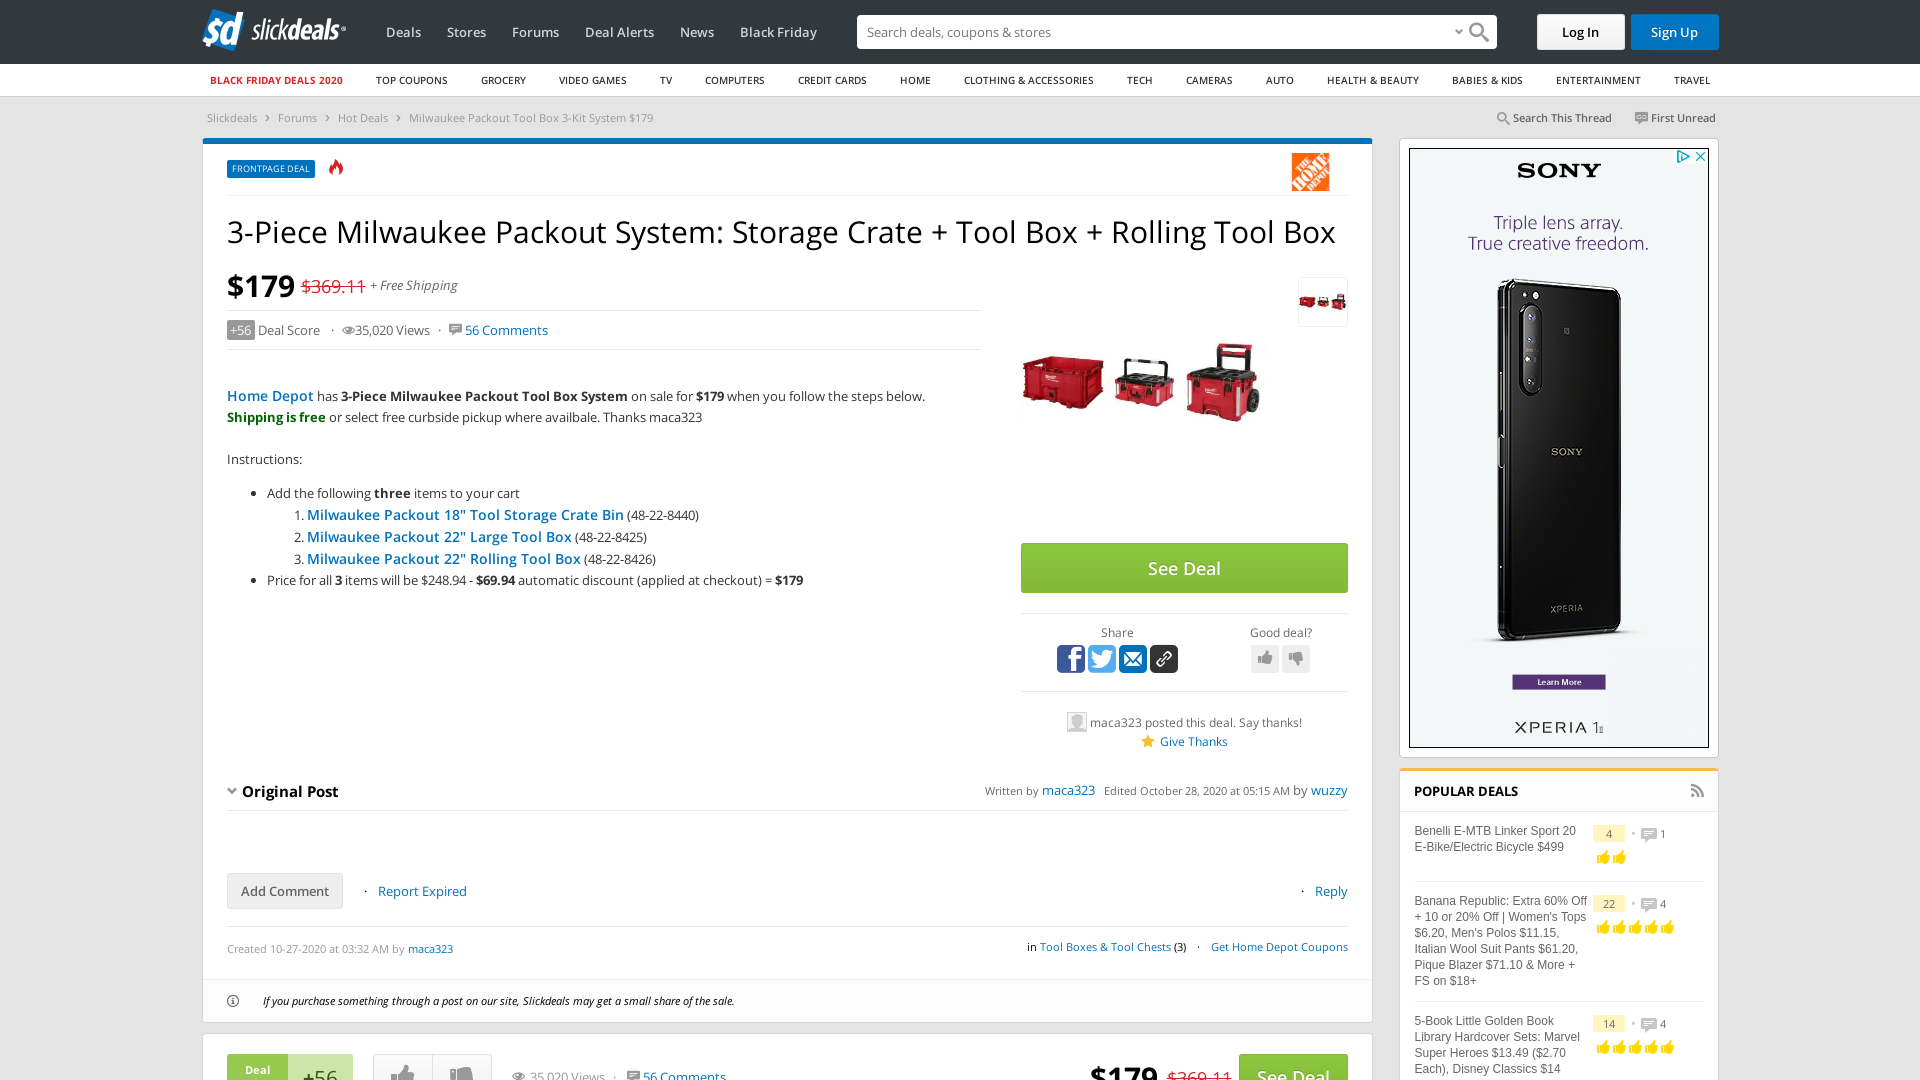 sd slickdeals
Deals
Stores
Forums
Deal Alerts
News
Black Friday
Search deals, coupons & stores
Log In
Sign Up
BLACK FRIDAY DEALS 2020
TOP COUPONS
GROCERY
VIDEO GAMES
TV
COMPUTERS
CREDIT CARDS
HOME
CLOTHING & ACCESSORIES
TECH
CAMERAS
AUTO
HEALTH & BEAUTY
BABIES & KIDS
ENTERTAINMENT
TRAVEL
Slickdeals › Forums › Hot Deals › Milwaukee Packout Tool Box 3-Kit System $179
Search This Thread
First Unread
FRONTPAGE DEAL
THE HOME DEPOT
3-Piece Milwaukee Packout System: Storage Crate + Tool Box + Rolling Tool Box
$179 $369.11 + Free Shipping
+56 Deal Score · 35,020 Views · 56 Comments
Home Depot has 3-Piece Milwaukee Packout Tool Box System on sale for $179 when you follow the steps below.
Shipping is free or select free curbside pickup where availbale. Thanks maca323
Instructions:
• Add the following three items to your cart
1. Milwaukee Packout 18" Tool Storage Crate Bin (48-22-8440)
2. Milwaukee Packout 22" Large Tool Box (48-22-8425)
3. Milwaukee Packout 22" Rolling Tool Box (48-22-8426)
• Price for all 3 items will be $248.94 - $69.94 automatic discount (applied at checkout) = $179
See Deal
Share
Good deal?
maca323 posted this deal. Say thanks!
Give Thanks
Original Post
Written by maca323 Edited October 28, 2020 at 05:15 AM by wuzzy
Add Comment
· Report Expired
· Reply
Created 10-27-2020 at 03:32 AM by maca323
in Tool Boxes & Tool Chests (3) · Get Home Depot Coupons
If you purchase something through a post on our site, Slickdeals may get a small share of the sale.
Deal
+56
35,020 Views · 56 Comments
$179 $369.11
See Deal
SONY
Triple lens array.
True creative freedom.
SONY
XPERIA
Learn More
XPERIA 1 II
POPULAR DEALS
Benelli E-MTB Linker Sport 20
E-Bike/Electric Bicycle $499
4 • 1
Banana Republic: Extra 60% Off
+ 10 or 20% Off | Women's Tops
$6.20, Men's Polos $11.15,
Italian Wool Suit Pants $61.20,
Pique Blazer $71.10 & More +
FS on $18+
22 • 4
5-Book Little Golden Book
Library Hardcover Sets: Marvel
Super Heroes $13.49 ($2.70
Each), Disney Classics $14
14 • 4